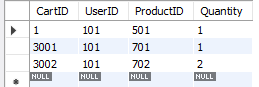 CartID UserID ProductID Quantity
1 101 501 1
3001 101 701 1
3002 101 702 2
NULL NULL NULL NULL